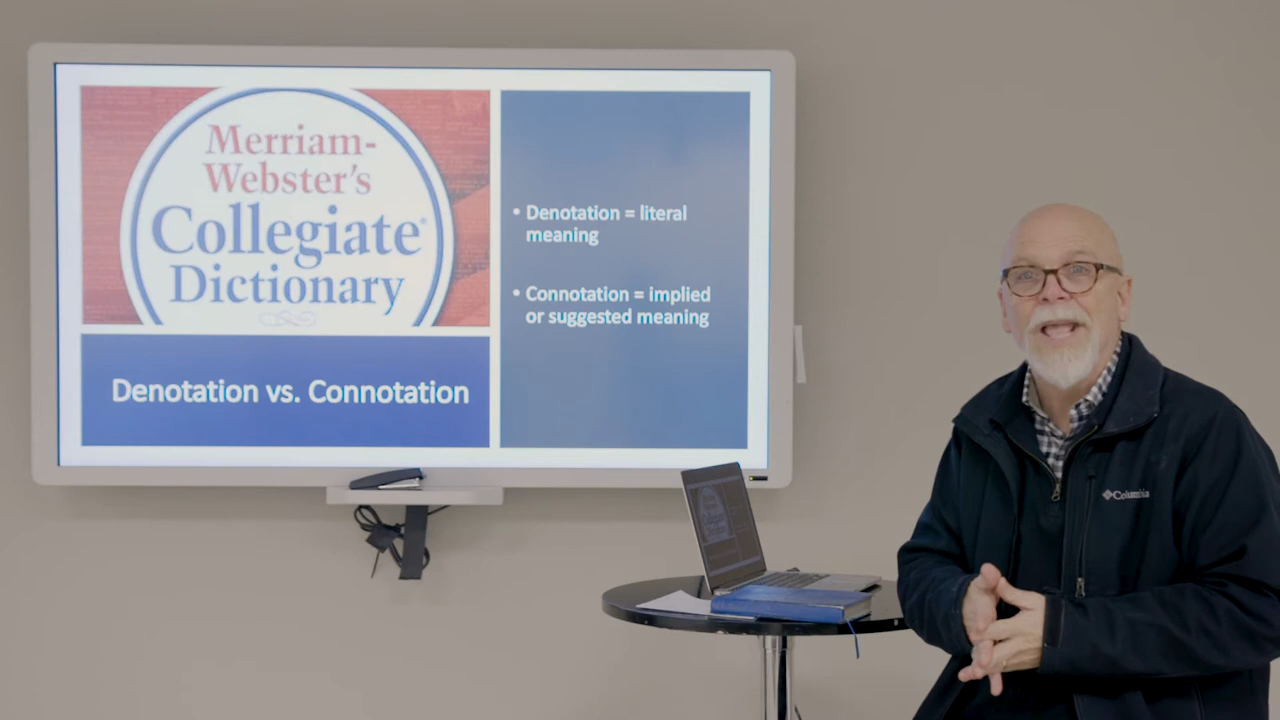 Merriam-
Webster's
Collegiate®
Dictionary
Denotation vs. Connotation
• Denotation = literal
meaning
• Connotation = implied
or suggested meaning
Columbia